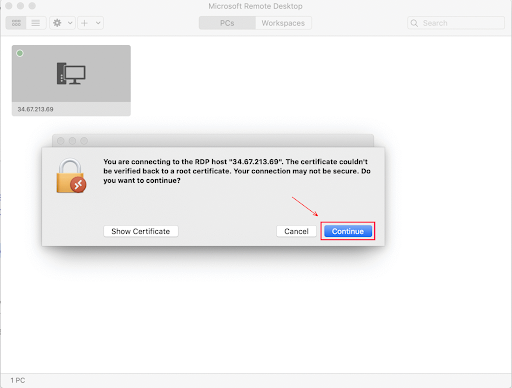 Microsoft Remote Desktop
PCs
Workspaces
Search
34.67.213.69
You are connecting to the RDP host "34.67.213.69". The certificate couldn't
be verified back to a root certificate. Your connection may not be secure. Do
you want to continue?
Show Certificate
Cancel
Continue
1 PC